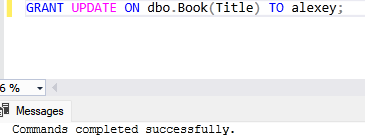 GRANT UPDATE ON dbo.Book(Title) TO alexey;
6 %
Messages
Commands completed successfully.